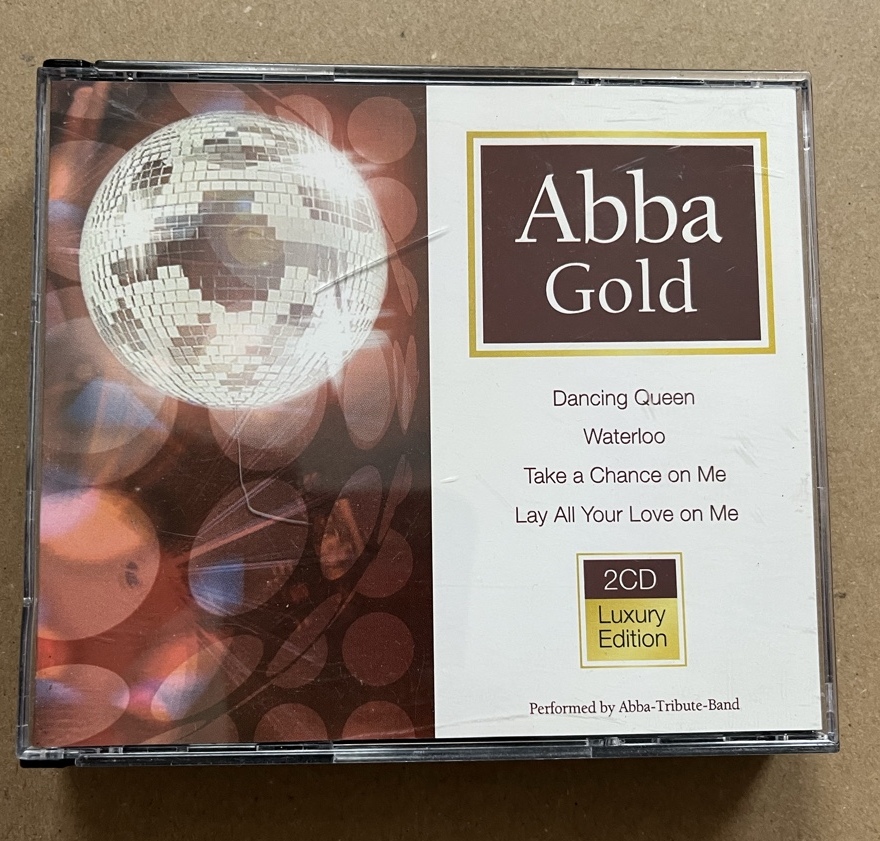 Abba
Gold
Dancing Queen
Waterloo
Take a Chance on Me
Lay All Your Love on Me
2CD
Luxury
Edition
Performed by Abba-Tribute-Band